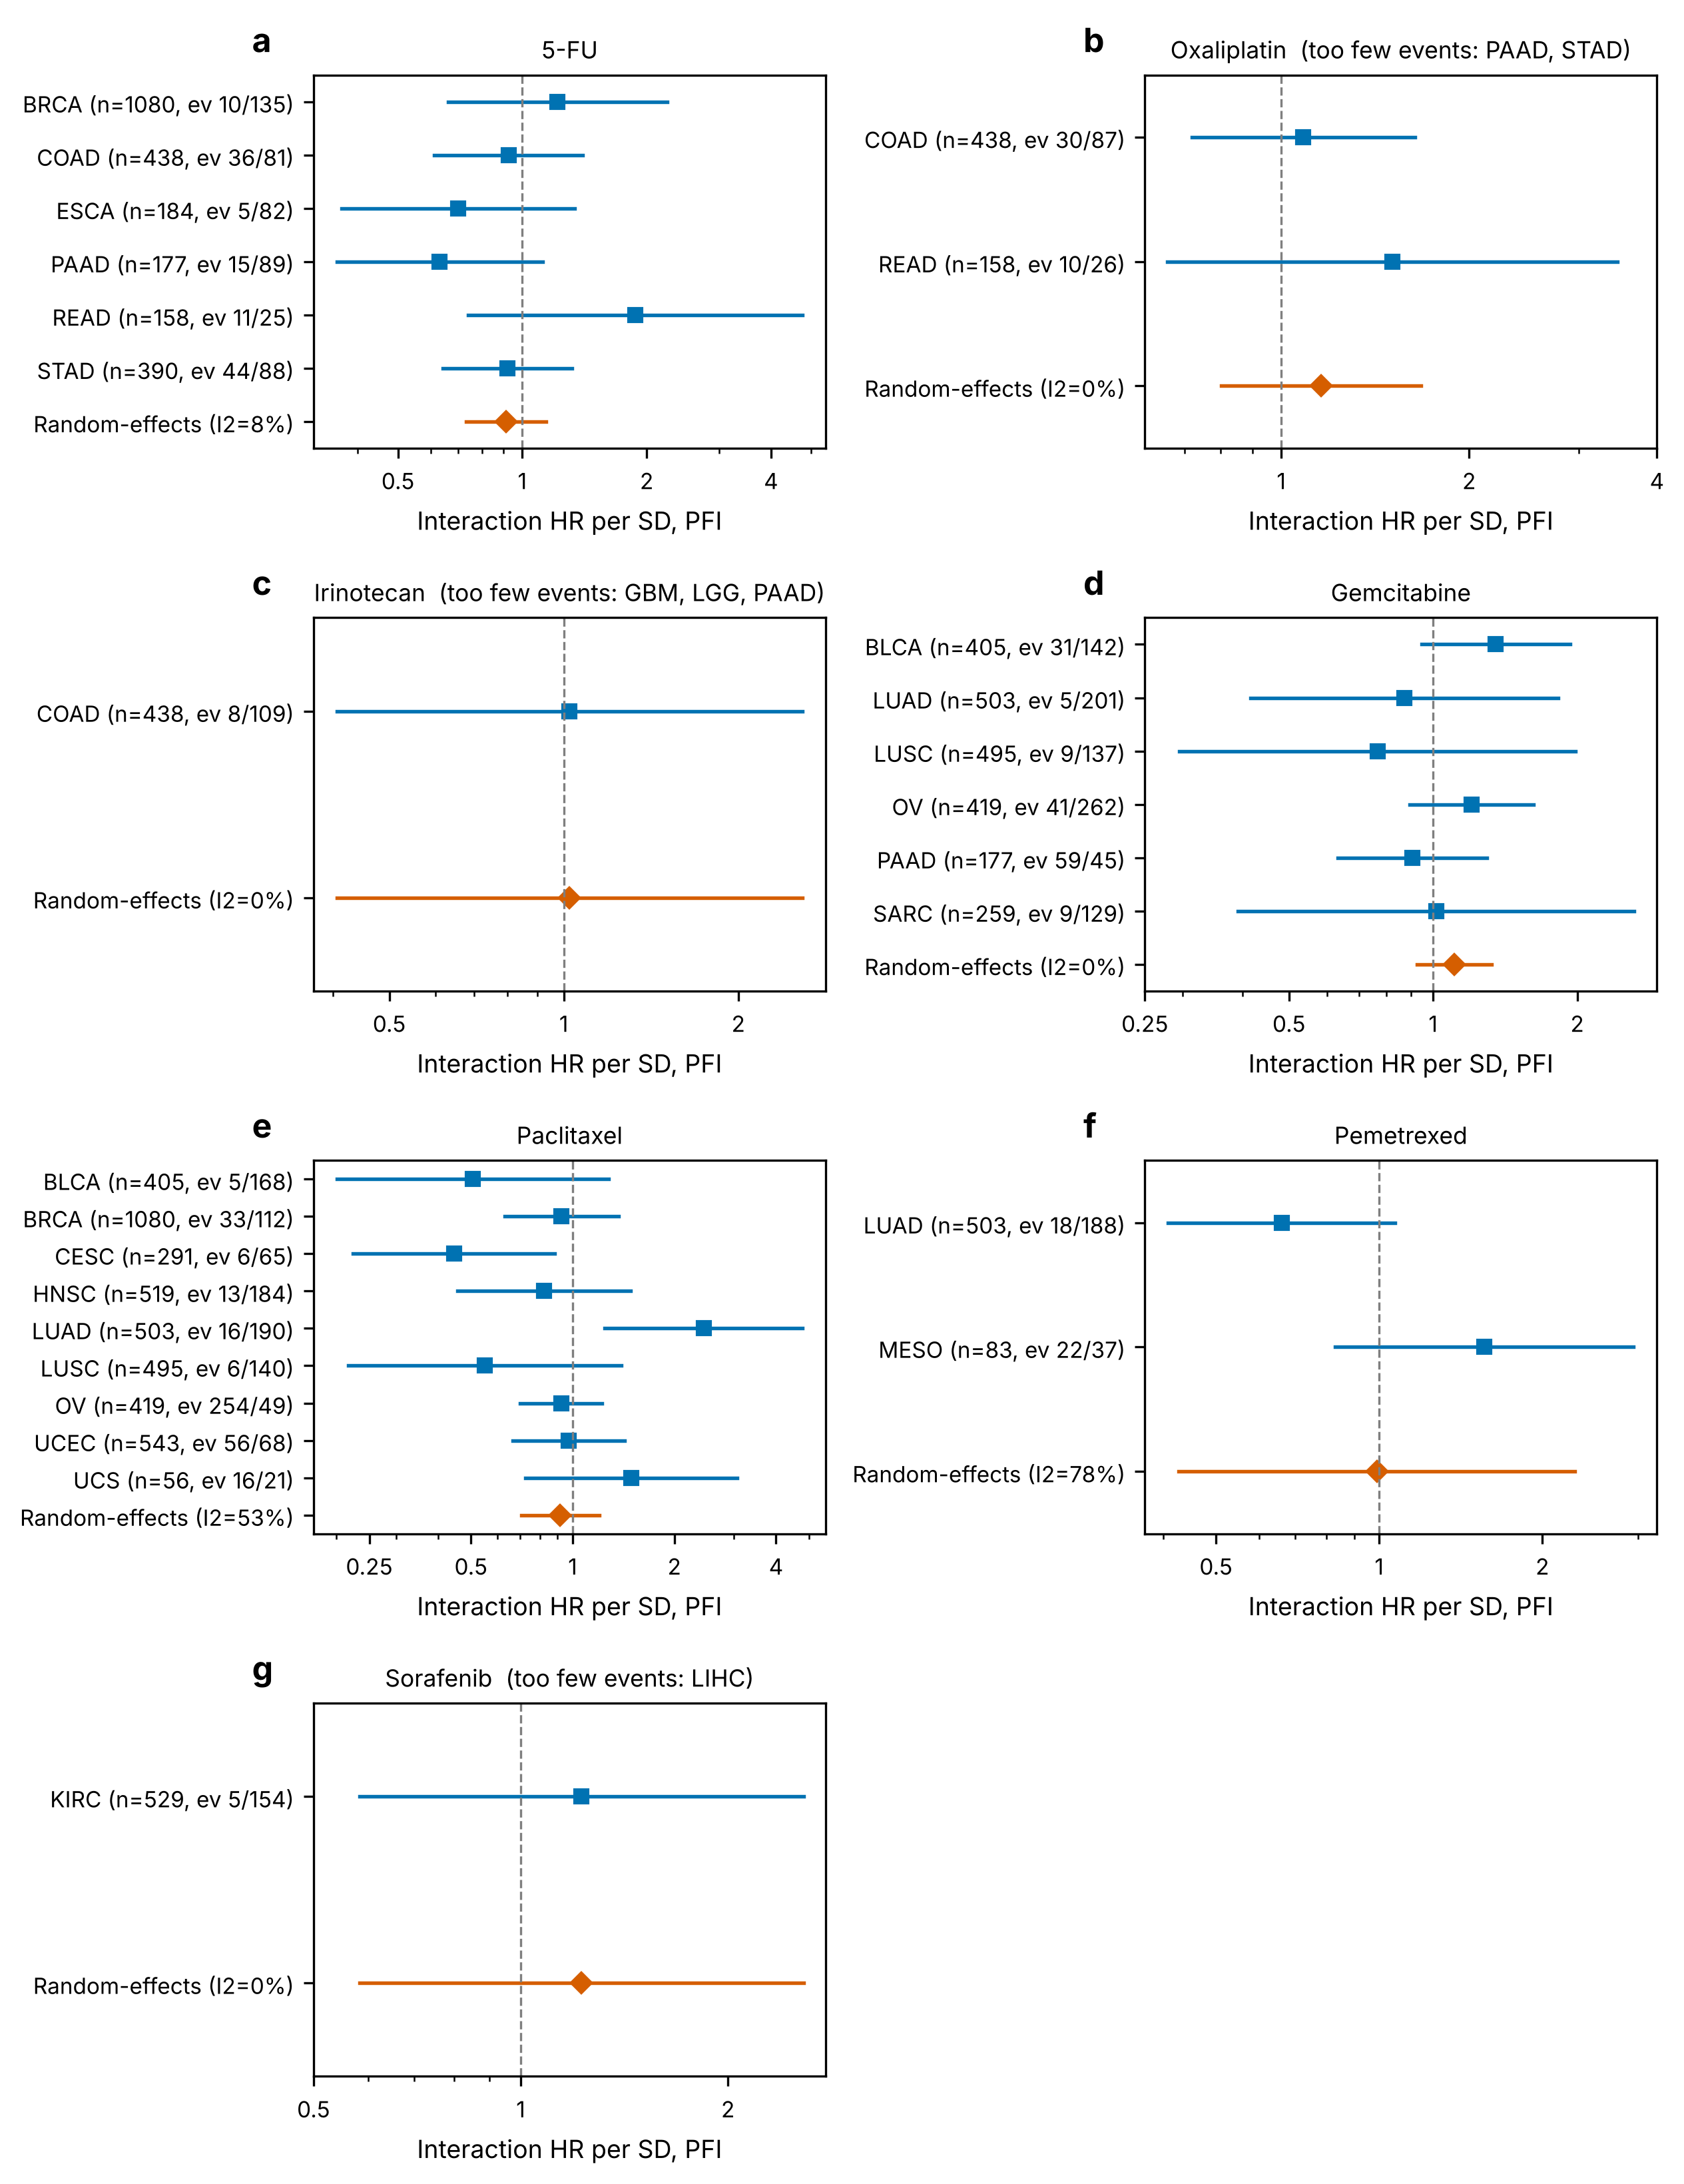 a
5-FU
BRCA (n=1080, ev 10/135)
COAD (n=438, ev 36/81)
ESCA (n=184, ev 5/82)
PAAD (n=177, ev 15/89)
READ (n=158, ev 11/25)
STAD (n=390, ev 44/88)
Random-effects (I2=8%)
0.5 1 2 4
Interaction HR per SD, PFI
b
Oxaliplatin (too few events: PAAD, STAD)
COAD (n=438, ev 30/87)
READ (n=158, ev 10/26)
Random-effects (I2=0%)
1 2 4
Interaction HR per SD, PFI
c
Irinotecan (too few events: GBM, LGG, PAAD)
COAD (n=438, ev 8/109)
Random-effects (I2=0%)
0.5 1 2
Interaction HR per SD, PFI
d
Gemcitabine
BLCA (n=405, ev 31/142)
LUAD (n=503, ev 5/201)
LUSC (n=495, ev 9/137)
OV (n=419, ev 41/262)
PAAD (n=177, ev 59/45)
SARC (n=259, ev 9/129)
Random-effects (I2=0%)
0.25 0.5 1 2
Interaction HR per SD, PFI
e
Paclitaxel
BLCA (n=405, ev 5/168)
BRCA (n=1080, ev 33/112)
CESC (n=291, ev 6/65)
HNSC (n=519, ev 13/184)
LUAD (n=503, ev 16/190)
LUSC (n=495, ev 6/140)
OV (n=419, ev 254/49)
UCEC (n=543, ev 56/68)
UCS (n=56, ev 16/21)
Random-effects (I2=53%)
0.25 0.5 1 2 4
Interaction HR per SD, PFI
f
Pemetrexed
LUAD (n=503, ev 18/188)
MESO (n=83, ev 22/37)
Random-effects (I2=78%)
0.5 1 2
Interaction HR per SD, PFI
g
Sorafenib (too few events: LIHC)
KIRC (n=529, ev 5/154)
Random-effects (I2=0%)
0.5 1 2
Interaction HR per SD, PFI